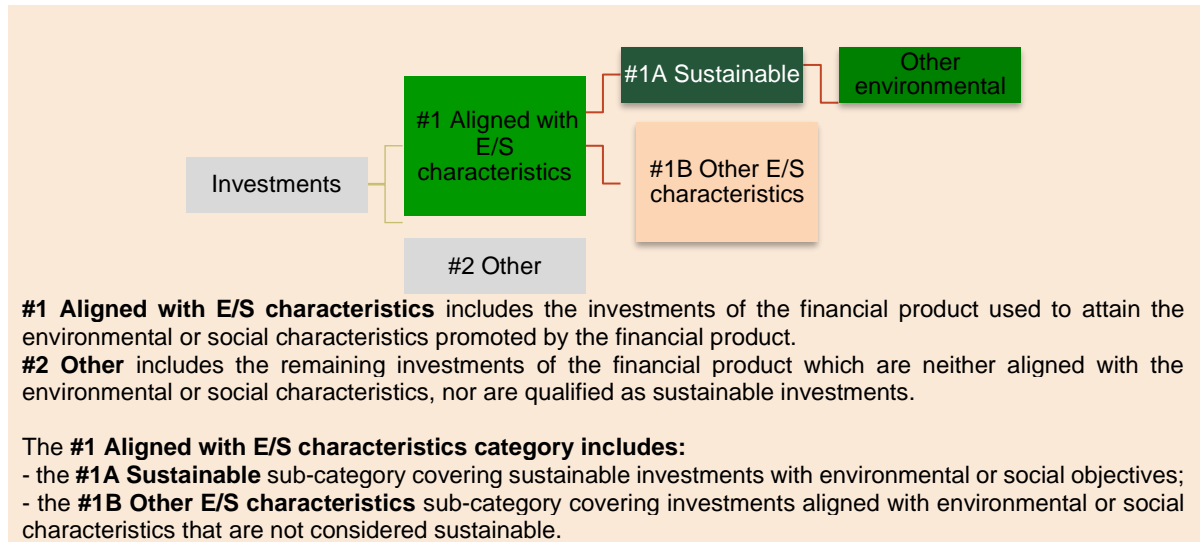 #1A Sustainable
Other
environmental
#1 Aligned with
E/S
characteristics
#1B Other E/S
characteristics
Investments
#2 Other
#1 Aligned with E/S characteristics includes the investments of the financial product used to attain the
environmental or social characteristics promoted by the financial product.
#2 Other includes the remaining investments of the financial product which are neither aligned with the
environmental or social characteristics, nor are qualified as sustainable investments.
The #1 Aligned with E/S characteristics category includes:
- the #1A Sustainable sub-category covering sustainable investments with environmental or social objectives;
- the #1B Other E/S characteristics sub-category covering investments aligned with environmental or social
characteristics that are not considered sustainable.